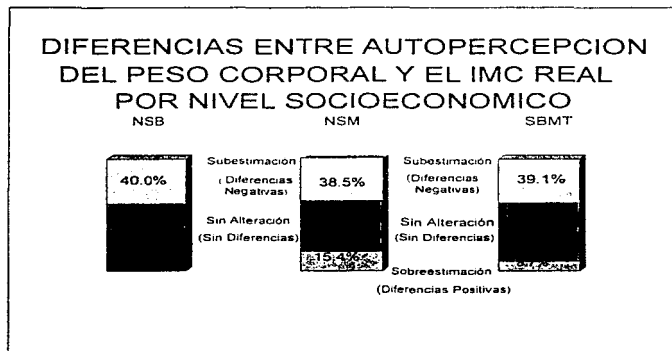 DIFERENCIAS ENTRE AUTOPERCEPCION
DEL PESO CORPORAL Y EL IMC REAL
POR NIVEL SOCIOECONOMICO
NSB NSM SBMT
40.0% Subestimación (Diferencias Negativas) 38.5% Subestimación (Diferencias Negativas) 39.1%
Sin Alteración (Sin Diferencias) Sin Alteración (Sin Diferencias)
15.4% Sobreestimación (Diferencias Positivas)